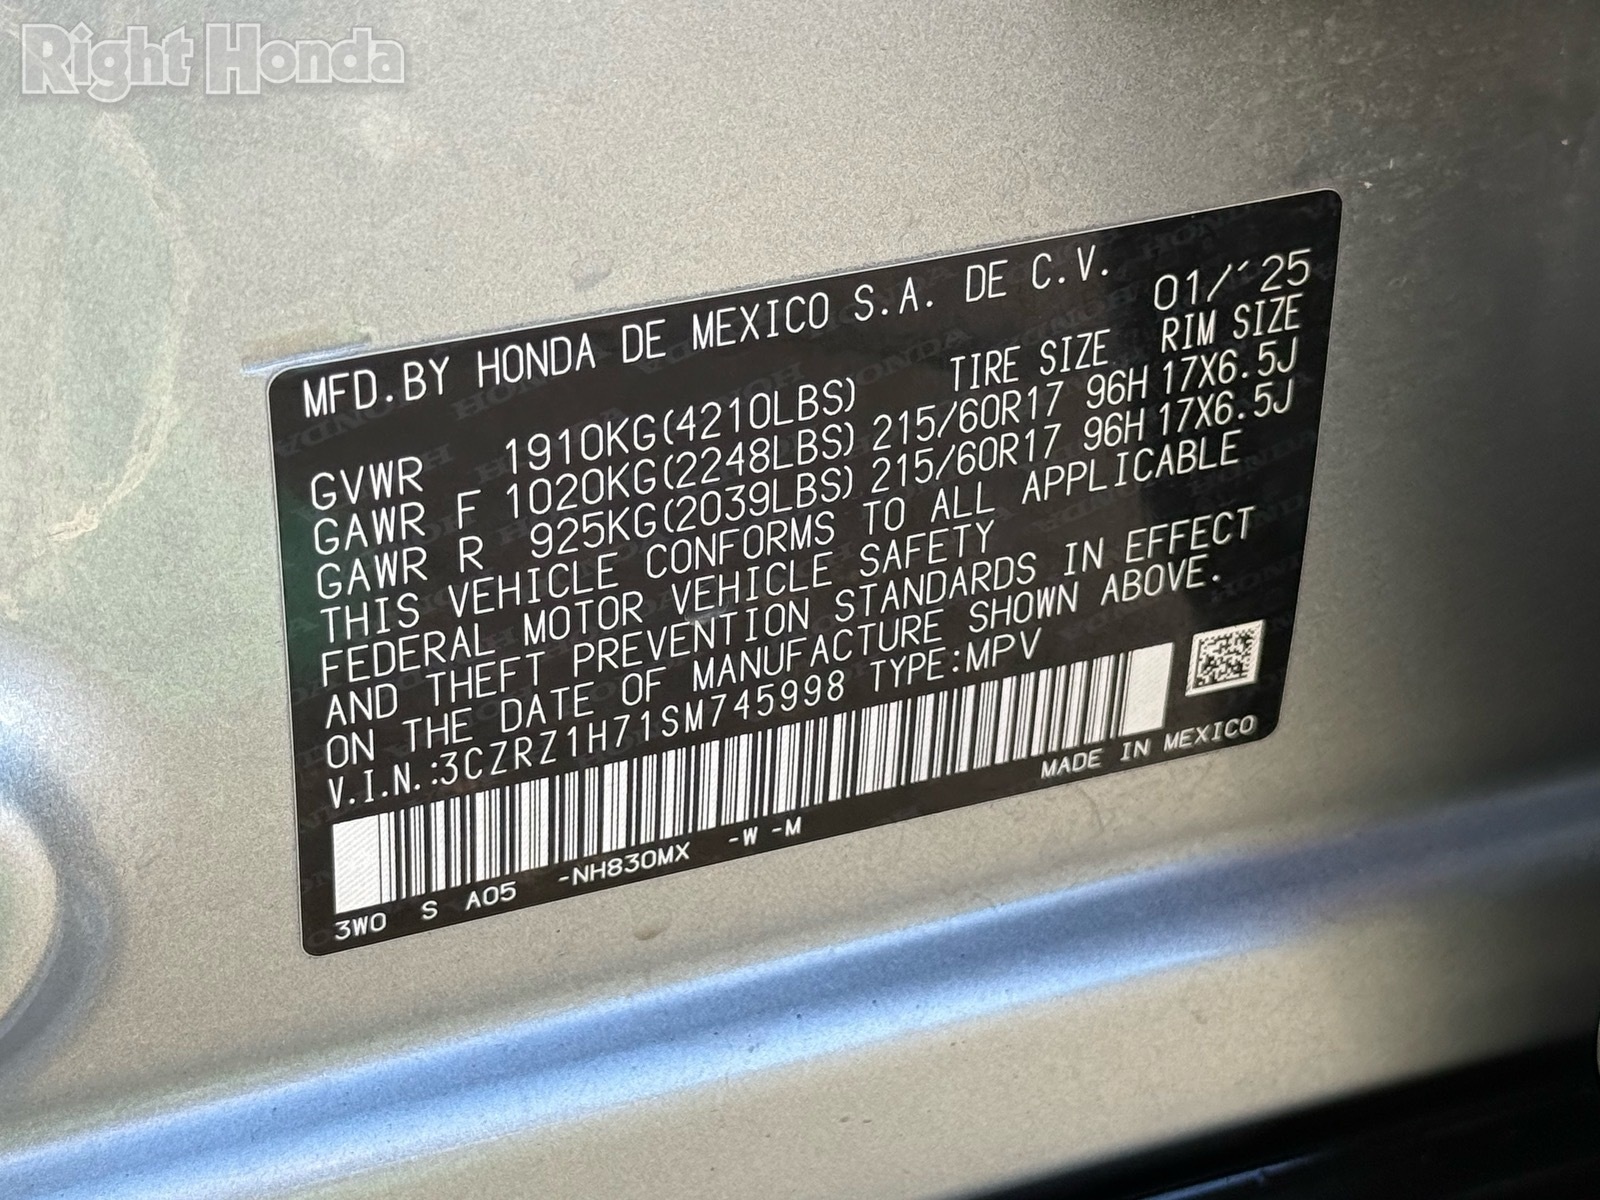 Right Honda
MFD.BY HONDA DE MEXICO S.A. DE C.V. 01/´25
TIRE SIZE RIM SIZE
GVWR 1910KG(4210LBS)
GAWR F 1020KG(2248LBS) 215/60R17 96H 17X6.5J
GAWR R 925KG(2039LBS) 215/60R17 96H 17X6.5J
THIS VEHICLE CONFORMS TO ALL APPLICABLE
FEDERAL MOTOR VEHICLE SAFETY
AND THEFT PREVENTION STANDARDS IN EFFECT
ON THE DATE OF MANUFACTURE SHOWN ABOVE.
V.I.N.:3CZRZ1H71SM745998 TYPE:MPV
MADE IN MEXICO
3W0 S A05 -NH830MX -W -M